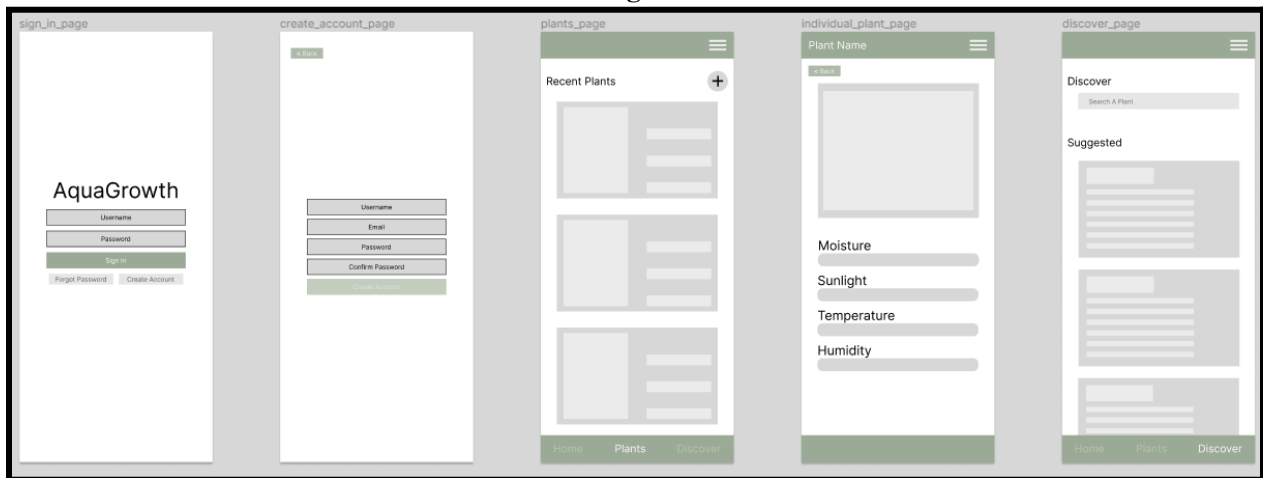 sign_in_page
AquaGrowth
Username
Password
Sign In
Forgot Password
Create Account
create_account_page
< Back
Username
Email
Password
Confirm Password
Create Account
plants_page
Recent Plants
+
Home Plants Discover
individual_plant_page
Plant Name
< Back
Moisture
Sunlight
Temperature
Humidity
discover_page
Discover
Search A Plant
Suggested
Home Plants Discover